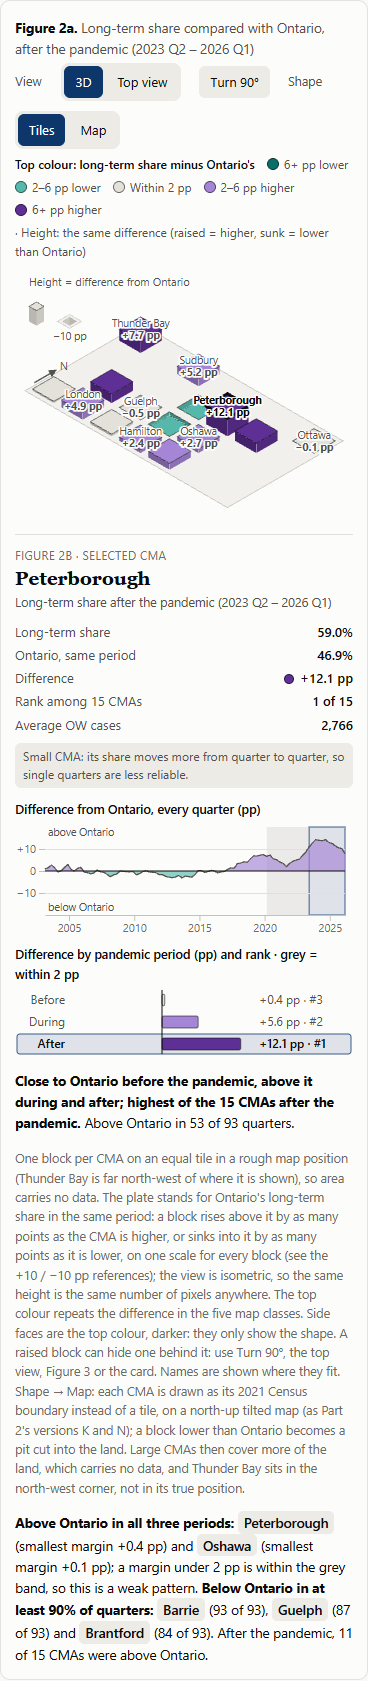 Figure 2a. Long-term share compared with Ontario,
after the pandemic (2023 Q2 – 2026 Q1)
View 3D Top view Turn 90° Shape
Tiles Map
Top colour: long-term share minus Ontario's 6+ pp lower
2–6 pp lower Within 2 pp 2–6 pp higher
6+ pp higher
· Height: the same difference (raised = higher, sunk = lower
than Ontario)
Height = difference from Ontario
−10 pp
Thunder Bay
+7.7 pp
N
Sudbury
+5.2 pp
London
+4.9 pp
Guelph
−0.5 pp
Peterborough
+12.1 pp
Hamilton
+2.4 pp
Oshawa
+2.7 pp
Ottawa
−0.1 pp
FIGURE 2B · SELECTED CMA
Peterborough
Long-term share after the pandemic (2023 Q2 – 2026 Q1)
Long-term share 59.0%
Ontario, same period 46.9%
Difference +12.1 pp
Rank among 15 CMAs 1 of 15
Average OW cases 2,766
Small CMA: its share moves more from quarter to quarter, so
single quarters are less reliable.
Difference from Ontario, every quarter (pp)
above Ontario
+10
0
−10
below Ontario
2005 2010 2015 2020 2025
Difference by pandemic period (pp) and rank · grey =
within 2 pp
Before +0.4 pp · #3
During +5.6 pp · #2
After +12.1 pp · #1
Close to Ontario before the pandemic, above it
during and after; highest of the 15 CMAs after the
pandemic. Above Ontario in 53 of 93 quarters.
One block per CMA on an equal tile in a rough map position
(Thunder Bay is far north-west of where it is shown), so area
carries no data. The plate stands for Ontario's long-term
share in the same period: a block rises above it by as many
points as the CMA is higher, or sinks into it by as many
points as it is lower, on one scale for every block (see the
+10 / −10 pp references); the view is isometric, so the same
height is the same number of pixels anywhere. The top
colour repeats the difference in the five map classes. Side
faces are the top colour, darker: they only show the shape. A
raised block can hide one behind it: use Turn 90°, the top
view, Figure 3 or the card. Names are shown where they fit.
Shape → Map: each CMA is drawn as its 2021 Census
boundary instead of a tile, on a north-up tilted map (as Part
2's versions K and N); a block lower than Ontario becomes a
pit cut into the land. Large CMAs then cover more of the
land, which carries no data, and Thunder Bay sits in the
north-west corner, not in its true position.
Above Ontario in all three periods: Peterborough
(smallest margin +0.4 pp) and Oshawa (smallest
margin +0.1 pp); a margin under 2 pp is within the grey
band, so this is a weak pattern. Below Ontario in at
least 90% of quarters: Barrie (93 of 93), Guelph (87
of 93) and Brantford (84 of 93). After the pandemic, 11
of 15 CMAs were above Ontario.